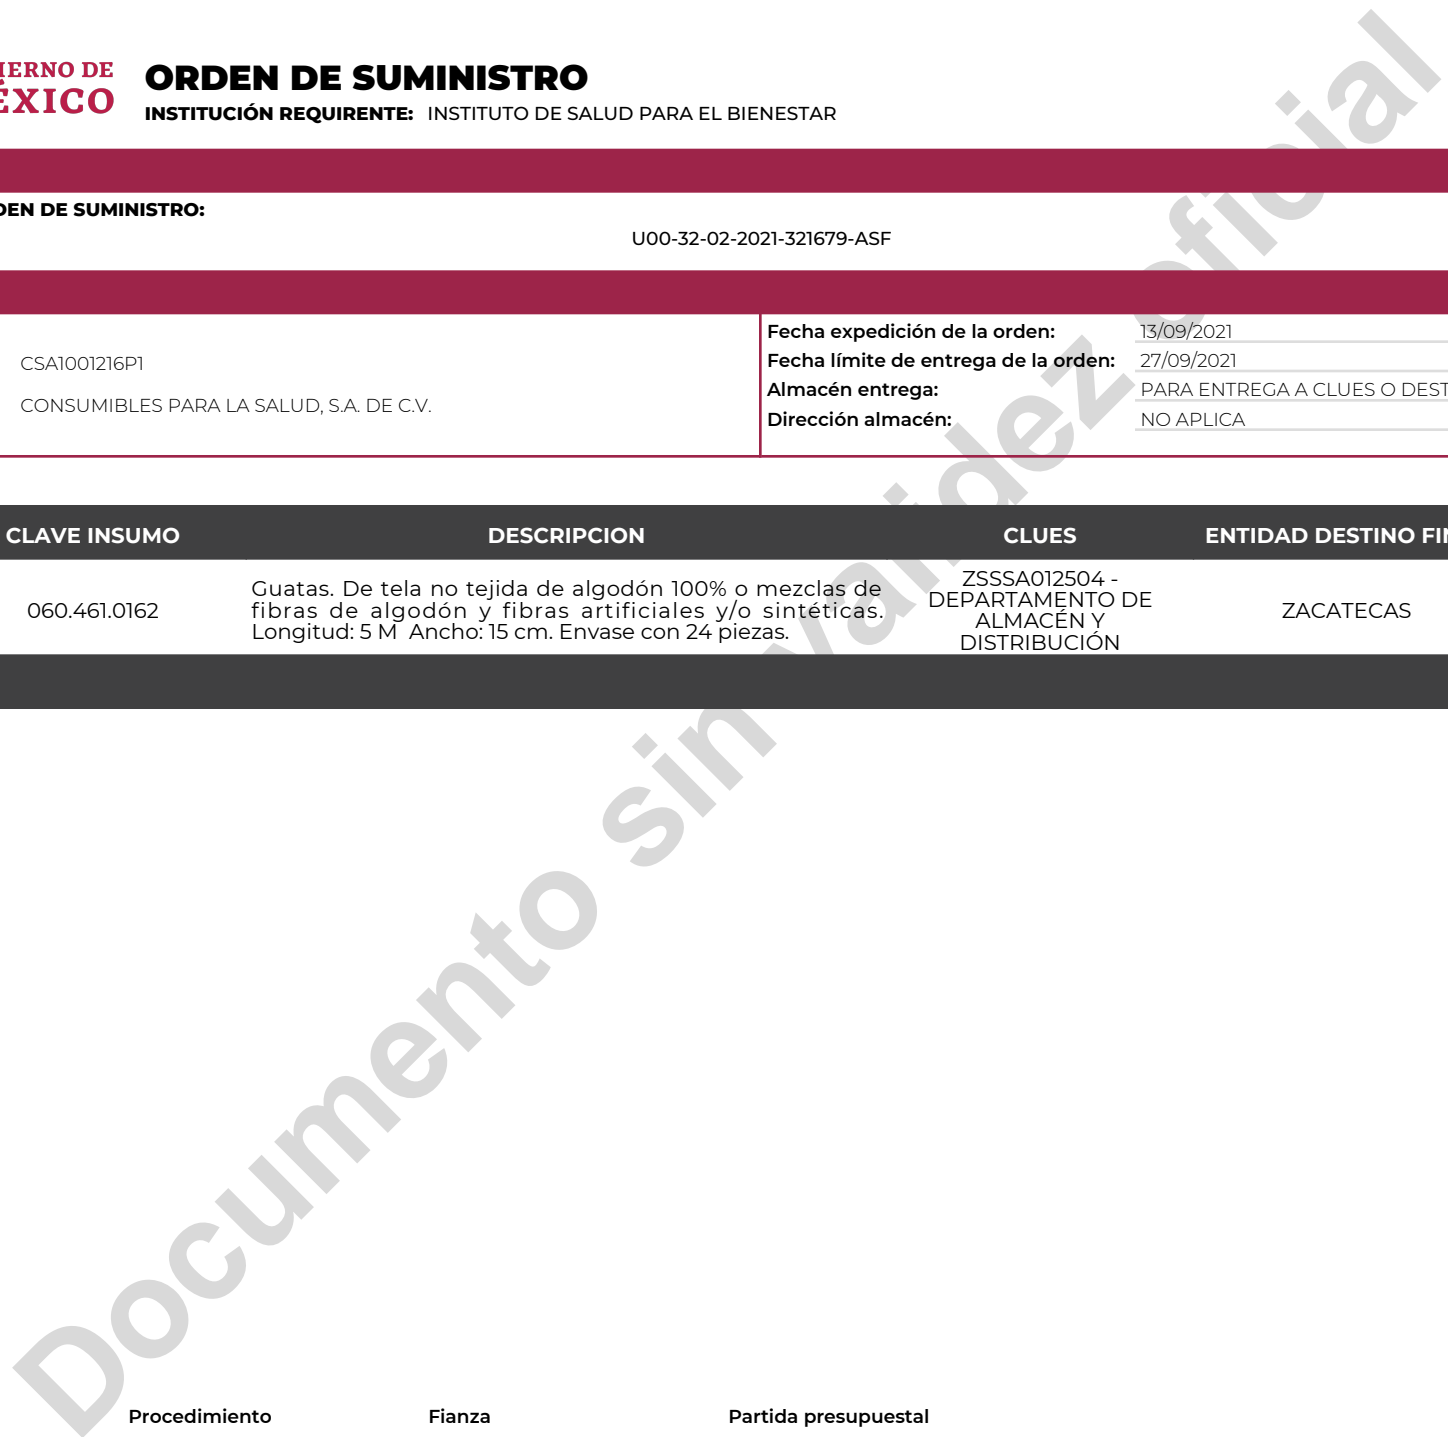 IERNO DE
ÉXICO
ORDEN DE SUMINISTRO
INSTITUCIÓN REQUIRENTE: INSTITUTO DE SALUD PARA EL BIENESTAR
DEN DE SUMINISTRO:
U00-32-02-2021-321679-ASF
CSA1001216P1
CONSUMIBLES PARA LA SALUD, S.A. DE C.V.
Fecha expedición de la orden: 13/09/2021
Fecha límite de entrega de la orden: 27/09/2021
Almacén entrega: PARA ENTREGA A CLUES O DEST
Dirección almacén: NO APLICA
CLAVE INSUMO DESCRIPCION CLUES ENTIDAD DESTINO FIN
060.461.0162
Guatas. De tela no tejida de algodón 100% o mezclas de
fibras de algodón y fibras artificiales y/o sintéticas.
Longitud: 5 M Ancho: 15 cm. Envase con 24 piezas.
ZSSSA012504 -
DEPARTAMENTO DE
ALMACÉN Y
DISTRIBUCIÓN
ZACATECAS
Documento sin validez oficial
Procedimiento Fianza Partida presupuestal